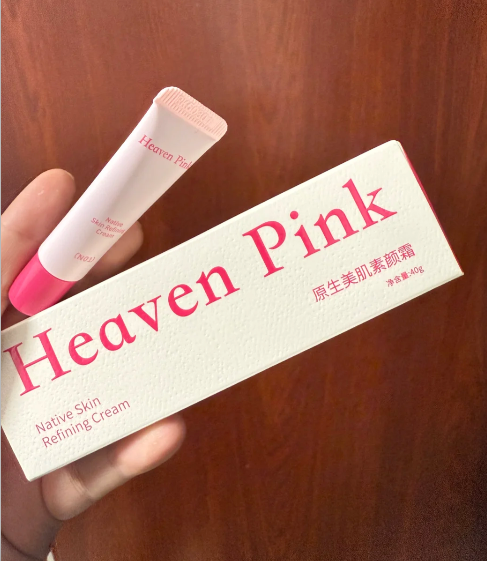 Heaven Pink
Native
Skin Refining
Cream
Heaven Pink
原生美肌素颜霜
净含量:40g
Native Skin
Refining Cream